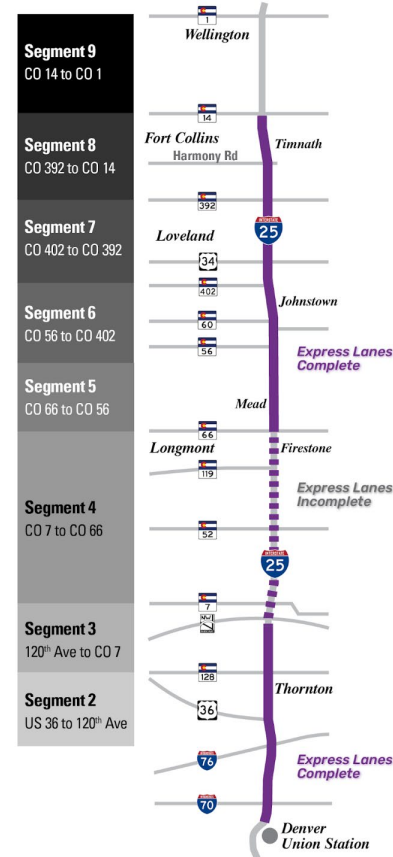 1
Wellington
Segment 9
CO 14 to CO 1
14
Fort Collins
Timnath
Harmony Rd
Segment 8
CO 392 to CO 14
392
Segment 7
CO 402 to CO 392
Loveland
INTERSTATE
25
34
402
Johnstown
Segment 6
CO 56 to CO 402
60
56
Express Lanes
Complete
Segment 5
CO 66 to CO 56
Mead
66
Longmont
Firestone
119
Express Lanes
Incomplete
Segment 4
CO 7 to CO 66
52
INTERSTATE
25
7
Segment 3
120th Ave to CO 7
128
Segment 2
US 36 to 120th Ave
Thornton
36
76
Express Lanes
Complete
70
Denver
Union Station